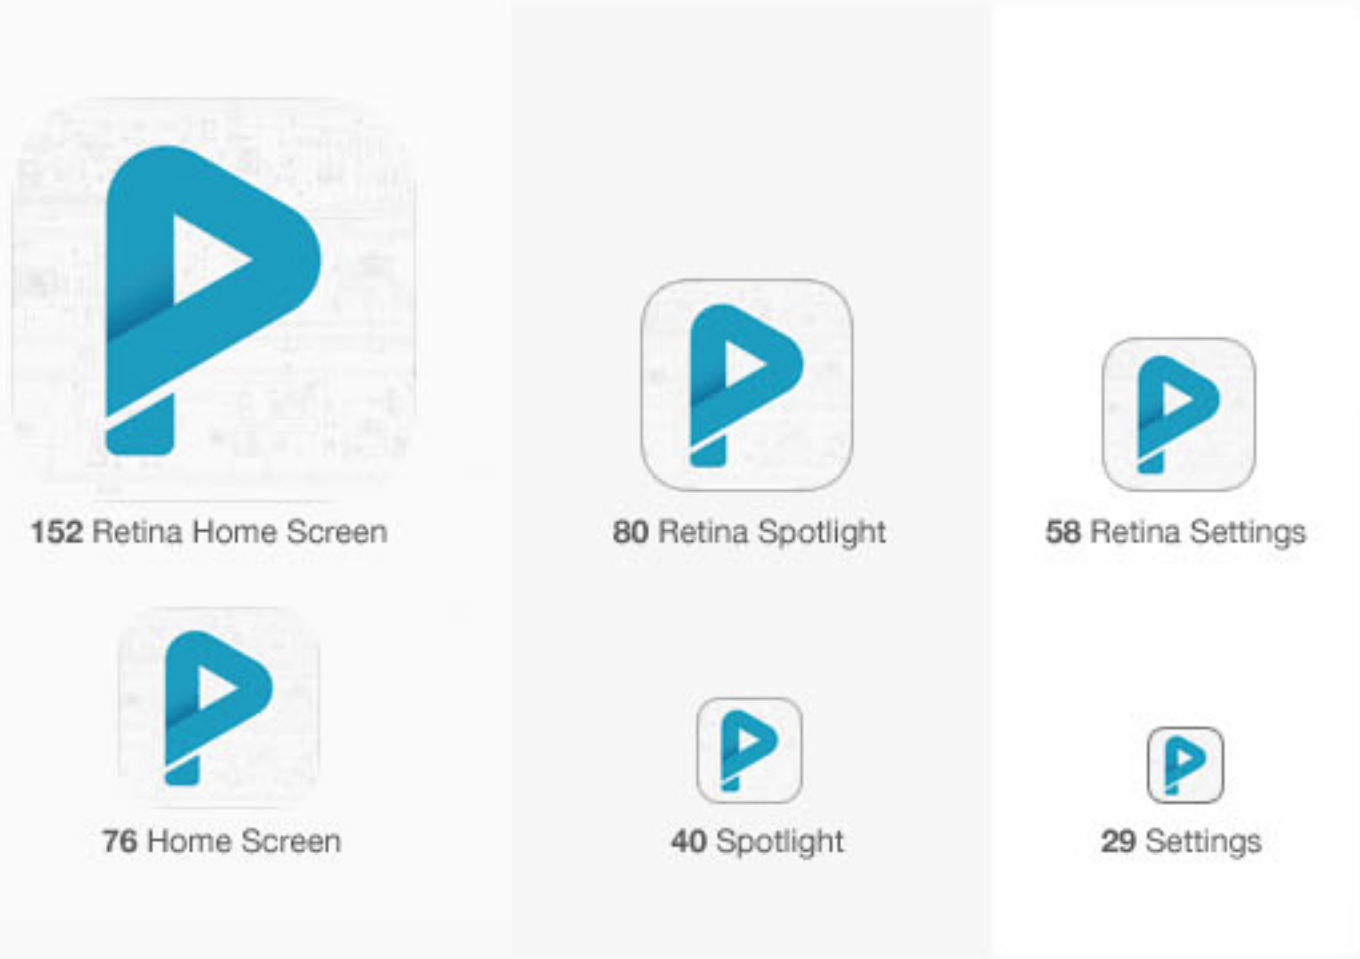 152 Retina Home Screen
80 Retina Spotlight
58 Retina Settings
76 Home Screen
40 Spotlight
29 Settings